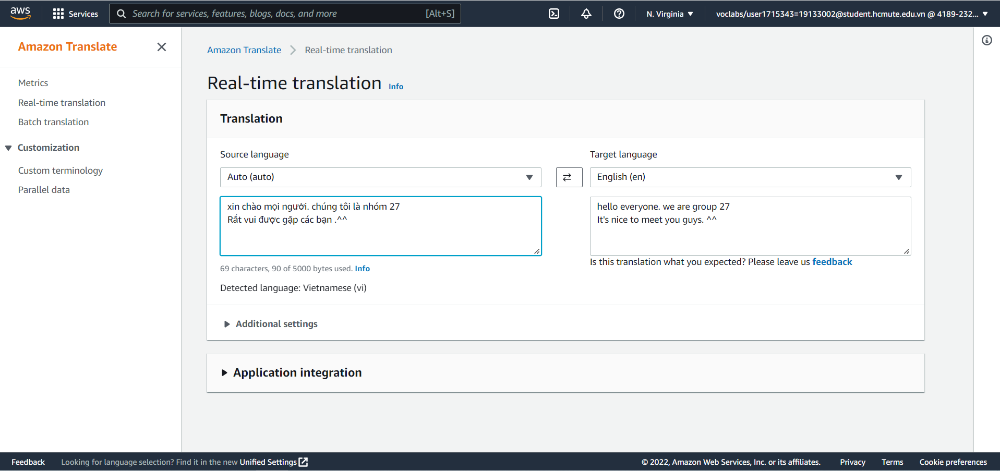 aws
Services
Search for services, features, blogs, docs, and more [Alt+S]
N. Virginia
voclabs/user1715343=19133002@student.hcmute.edu.vn @ 4189-232...
Amazon Translate
Metrics
Real-time translation
Batch translation
Customization
Custom terminology
Parallel data
Amazon Translate
Real-time translation
Real-time translation Info
Translation
Source language
Auto (auto)
xin chào mọi người. chúng tôi là nhóm 27
Rất vui được gặp các bạn .^^
69 characters, 90 of 5000 bytes used. Info
Detected language: Vietnamese (vi)
Target language
English (en)
hello everyone. we are group 27
It's nice to meet you guys. ^^
Is this translation what you expected? Please leave us feedback
Additional settings
Application integration
Feedback
Looking for language selection? Find it in the new Unified Settings
© 2022, Amazon Web Services, Inc. or its affiliates.
Privacy
Terms
Cookie preferences